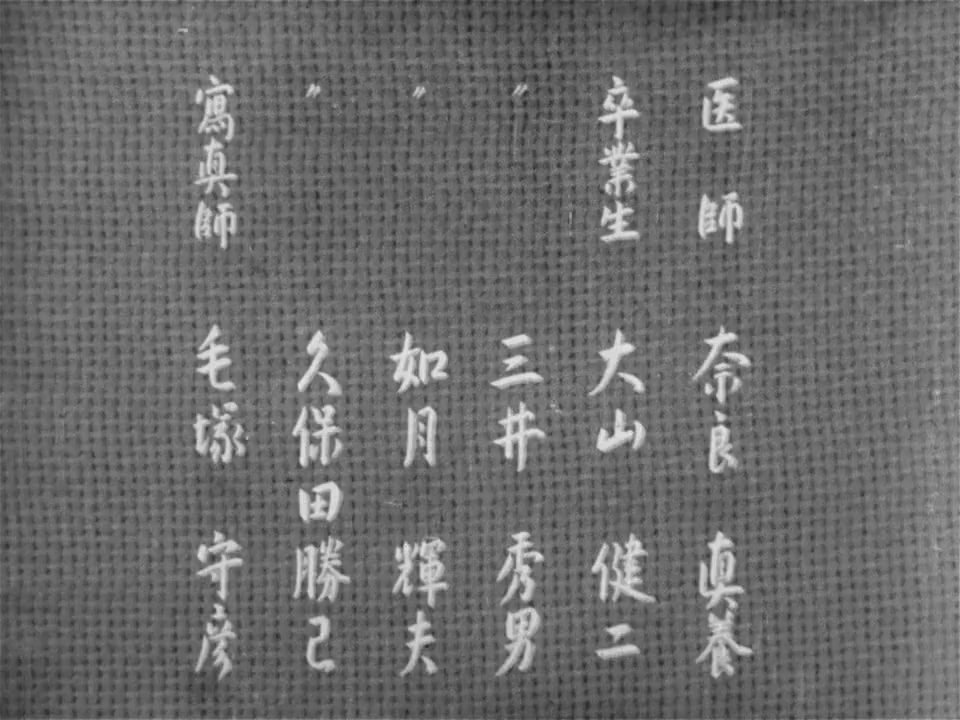 医師 奈良真養
卒業生 大山健二
〃 三井秀男
〃 如月輝夫
〃 久保田勝己
寫真師 毛塚守彦